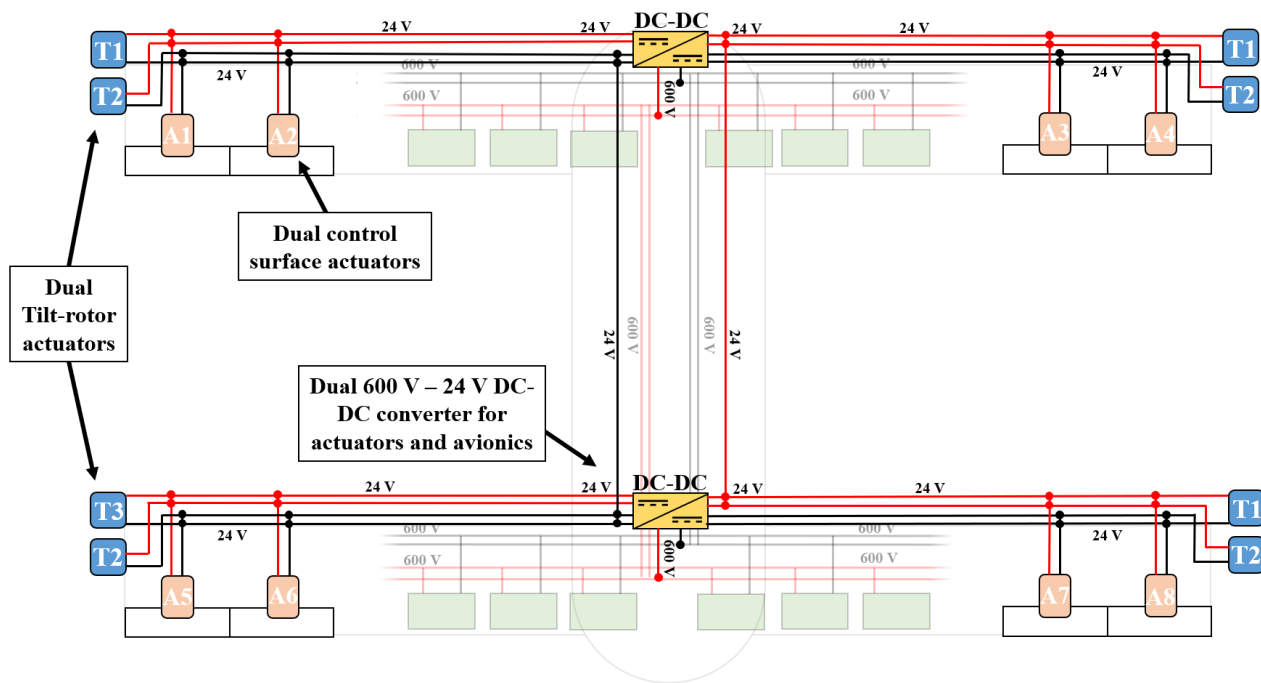 DC-DC
24 V
24 V
24 V
24 V
T1
T1
600 V
600 V
24 V
24 V
T2
T2
600 V
600 V
A1
A2
A3
A4
Dual control
surface actuators
Dual
Tilt-rotor
actuators
600 V
600 V
24 V
24 V
Dual 600 V – 24 V DC-
DC converter for
actuators and avionics
DC-DC
24 V
24 V
24 V
24 V
T3
T1
24 V
600 V
24 V
T2
600 V
600 V
600 V
T2
A5
A6
A7
A8